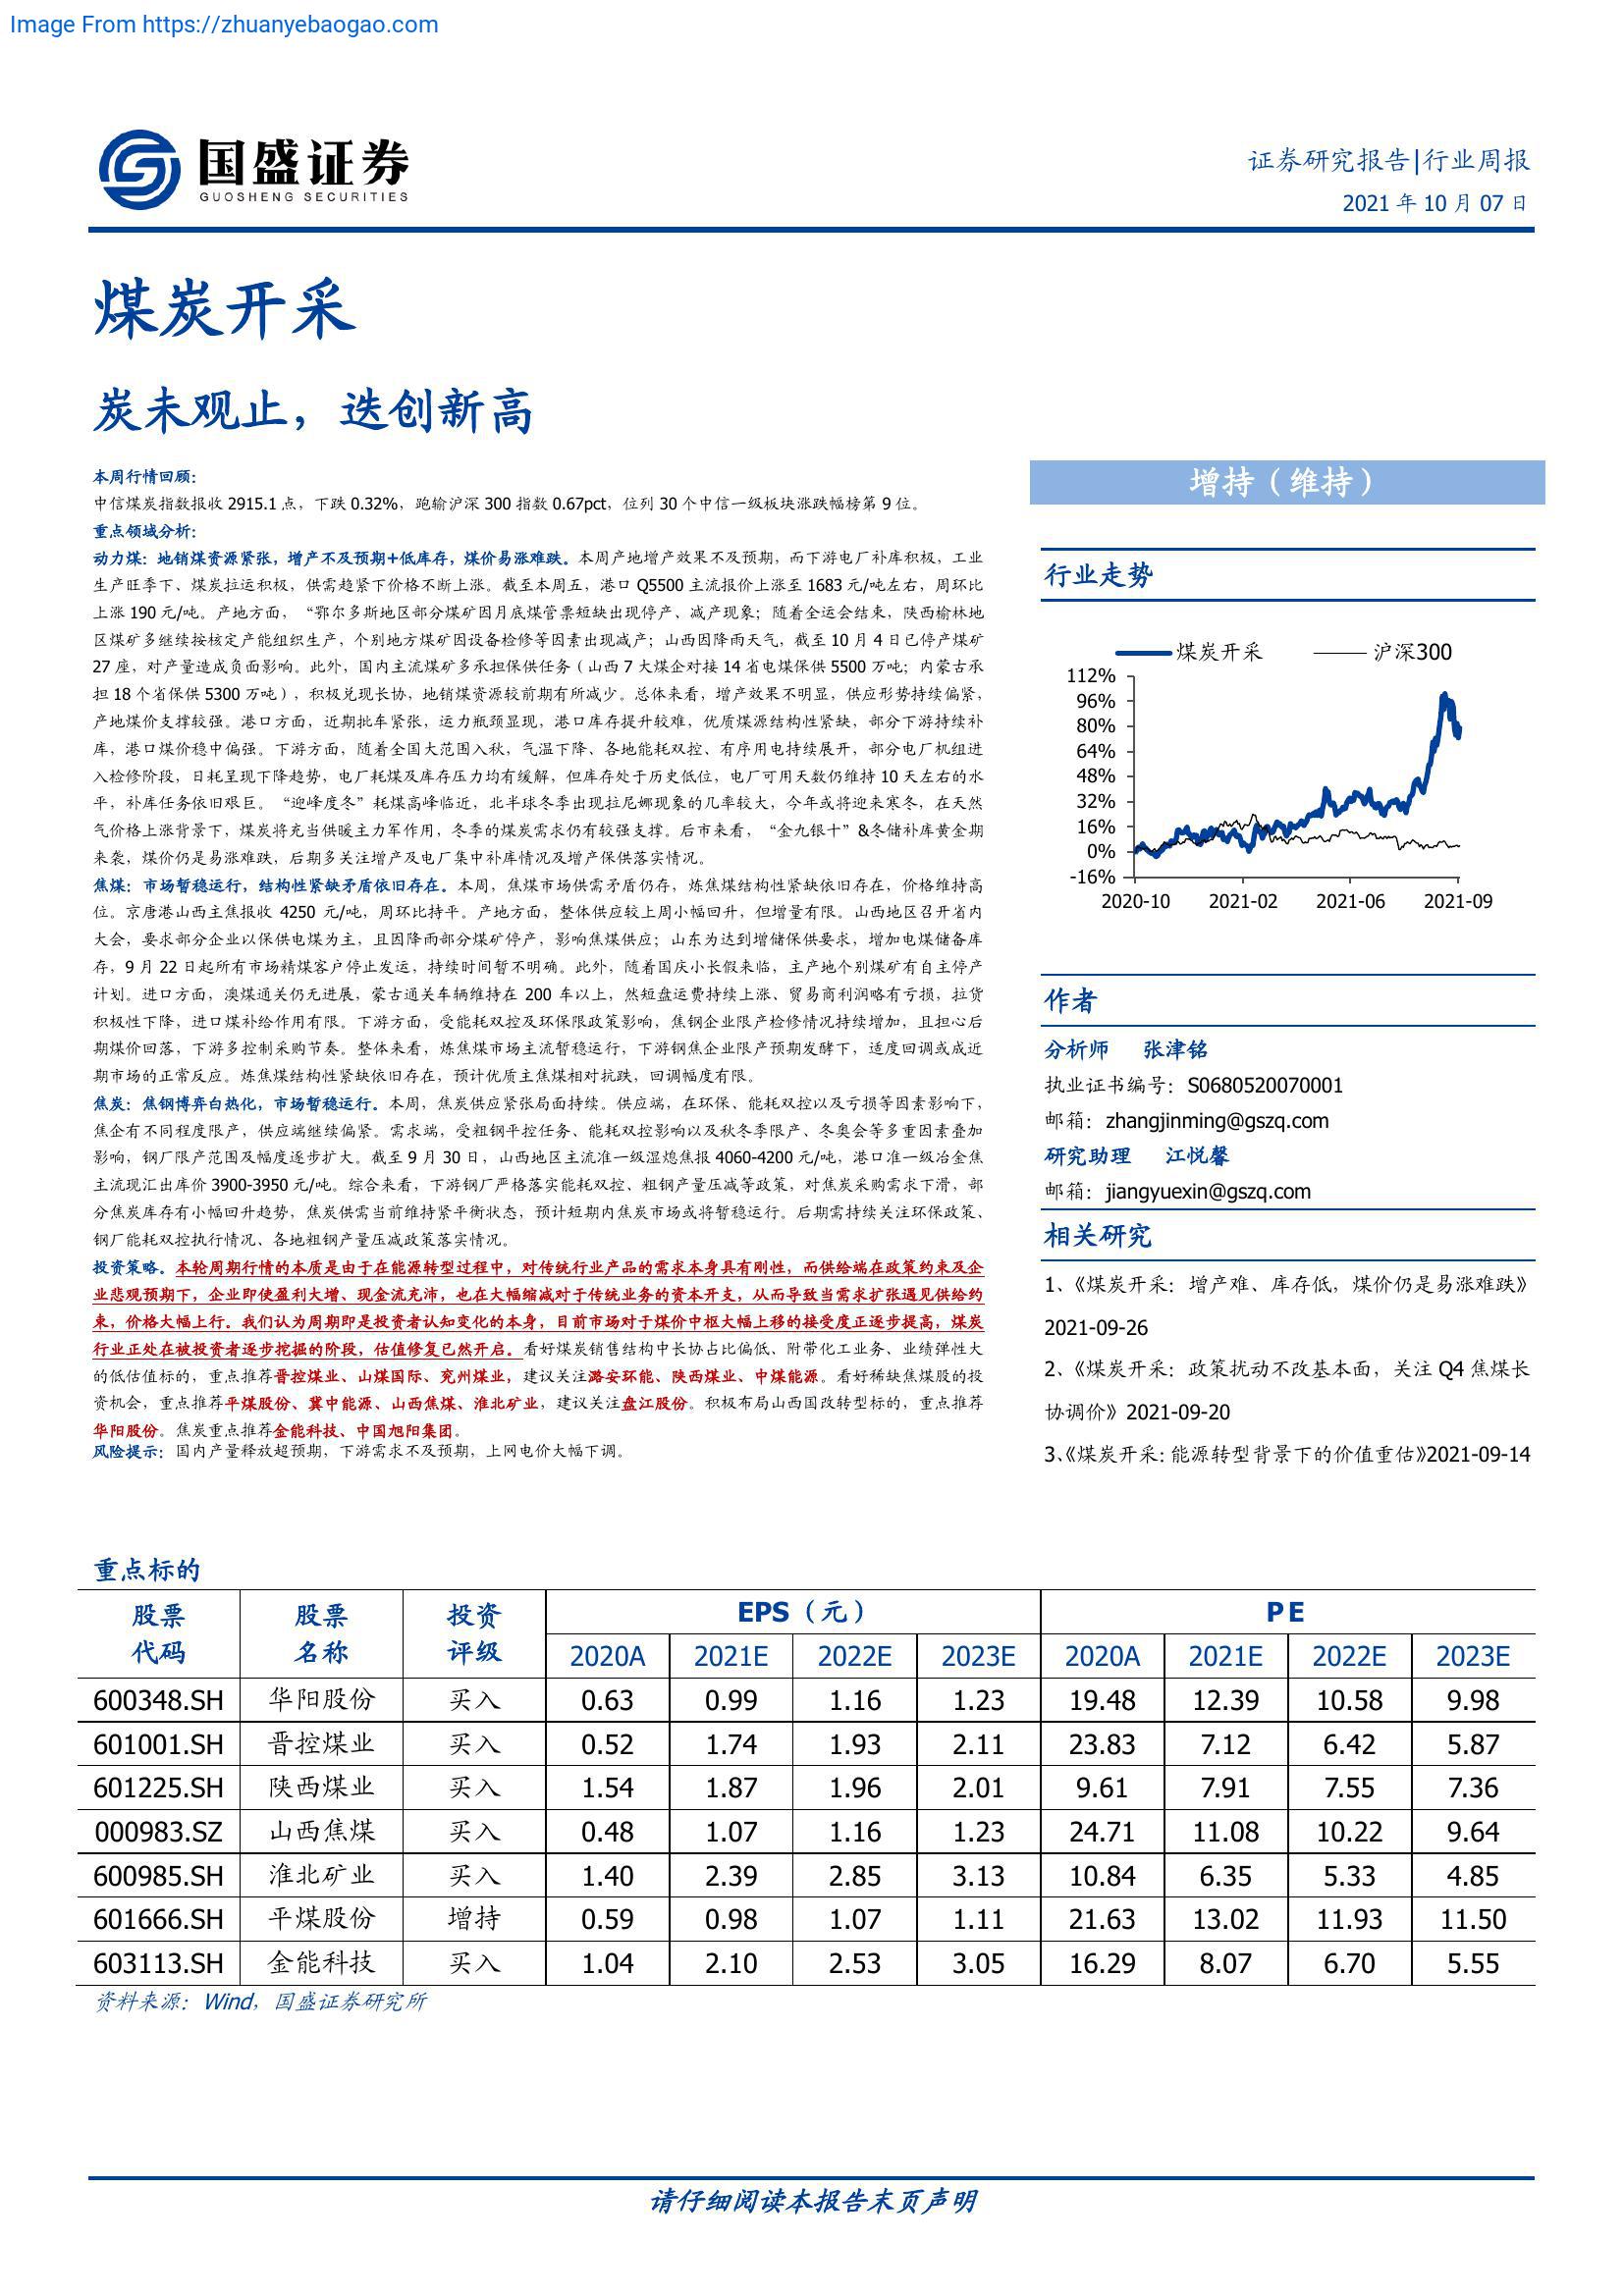 Image From https://zhuanyebaogao.com
国盛证券
GUOSHENG SECURITIES
证券研究报告|行业周报
2021 年 10 月 07 日
煤炭开采
炭未观止，迭创新高
本周行情回顾：
中信煤炭指数报收 2915.1 点，下跌 0.32%，跑输沪深 300 指数 0.67pct，位列 30 个中信一级板块涨跌幅榜第 9 位。
重点领域分析：
动力煤：地销煤资源紧张，增产不及预期+低库存，煤价易涨难跌。本周产地增产效果不及预期，而下游电厂补库积极，工业
生产旺季下、煤炭拉运积极，供需趋紧下价格不断上涨。截至本周五，港口 Q5500 主流报价上涨至 1683 元/吨左右，周环比
上涨 190 元/吨。产地方面，“鄂尔多斯地区部分煤矿因月底煤管票短缺出现停产、减产现象；随着全运会结束，陕西榆林地
区煤矿多继续按核定产能组织生产，个别地方煤矿因设备检修等因素出现减产；山西因降雨天气，截至 10 月 4 日已停产煤矿
27 座，对产量造成负面影响。此外，国内主流煤矿多承担保供任务（山西 7 大煤企对接 14 省电煤保供 5500 万吨；内蒙古承
担 18 个省保供 5300 万吨），积极兑现长协，地销煤资源较前期有所减少。总体来看，增产效果不明显，供应形势持续偏紧，
产地煤价支撑较强。港口方面，近期批车紧张，运力瓶颈显现，港口库存提升较难，优质煤源结构性紧缺，部分下游持续补
库，港口煤价稳中偏强。下游方面，随着全国大范围入秋，气温下降、各地能耗双控、有序用电持续展开，部分电厂机组进
入检修阶段，日耗呈现下降趋势，电厂耗煤及库存压力均有缓解，但库存处于历史低位，电厂可用天数仍维持 10 天左右的水
平，补库任务依旧艰巨。“迎峰度冬”耗煤高峰临近，北半球冬季出现拉尼娜现象的几率较大，今年或将迎来寒冬，在天然
气价格上涨背景下，煤炭将充当供暖主力军作用，冬季的煤炭需求仍有较强支撑。后市来看，“金九银十”&冬储补库黄金期
来袭，煤价仍是易涨难跌，后期多关注增产及电厂集中补库情况及增产保供落实情况。
焦煤：市场暂稳运行，结构性紧缺矛盾依旧存在。本周，焦煤市场供需矛盾仍存，炼焦煤结构性紧缺依旧存在，价格维持高
位。京唐港山西主焦报收 4250 元/吨，周环比持平。产地方面，整体供应较上周小幅回升，但增量有限。山西地区召开省内
大会，要求部分企业以保供电煤为主，且因降雨部分煤矿停产，影响焦煤供应；山东为达到增储保供要求，增加电煤储备库
存，9 月 22 日起所有市场精煤客户停止发运，持续时间暂不明确。此外，随着国庆小长假来临，主产地个别煤矿有自主停产
计划。进口方面，澳煤通关仍无进展，蒙古通关车辆维持在 200 车以上，然短盘运费持续上涨、贸易商利润略有亏损，拉货
积极性下降，进口煤补给作用有限。下游方面，受能耗双控及环保限政策影响，焦钢企业限产检修情况持续增加，且担心后
期煤价回落，下游多控制采购节奏。整体来看，炼焦煤市场主流暂稳运行，下游钢焦企业限产预期发酵下，适度回调或成近
期市场的正常反应。炼焦煤结构性紧缺依旧存在，预计优质主焦煤相对抗跌，回调幅度有限。
焦炭：焦钢博弈白热化，市场暂稳运行。本周，焦炭供应紧张局面持续。供应端，在环保、能耗双控以及亏损等因素影响下，
焦企有不同程度限产，供应端继续偏紧。需求端，受粗钢平控任务、能耗双控影响以及秋冬季限产、冬奥会等多重因素叠加
影响，钢厂限产范围及幅度逐步扩大。截至 9 月 30 日，山西地区主流准一级湿熄焦报 4060-4200 元/吨，港口准一级冶金焦
主流现汇出库价 3900-3950 元/吨。综合来看，下游钢厂严格落实能耗双控、粗钢产量压减等政策，对焦炭采购需求下滑，部
分焦炭库存有小幅回升趋势，焦炭供需当前维持紧平衡状态，预计短期内焦炭市场或将暂稳运行。后期需持续关注环保政策、
钢厂能耗双控执行情况、各地粗钢产量压减政策落实情况。
投资策略。本轮周期行情的本质是由于在能源转型过程中，对传统行业产品的需求本身具有刚性，而供给端在政策约束及企
业悲观预期下，企业即使盈利大增、现金流充沛，也在大幅缩减对于传统业务的资本开支，从而导致当需求扩张遇见供给约
束，价格大幅上行。我们认为周期即是投资者认知变化的本身，目前市场对于煤价中枢大幅上移的接受度正逐步提高，煤炭
行业正处在被投资者逐步挖掘的阶段，估值修复已然开启。看好煤炭销售结构中长协占比偏低、附带化工业务、业绩弹性大
的低估值标的，重点推荐晋控煤业、山煤国际、兖州煤业，建议关注潞安环能、陕西煤业、中煤能源。看好稀缺焦煤股的投
资机会，重点推荐平煤股份、冀中能源、山西焦煤、淮北矿业，建议关注盘江股份。积极布局山西国改转型标的，重点推荐
华阳股份。焦炭重点推荐金能科技、中国旭阳集团。
风险提示：国内产量释放超预期，下游需求不及预期，上网电价大幅下调。
增持（维持）
行业走势
煤炭开采 沪深300
112%
96%
80%
64%
48%
32%
16%
0%
-16%
2020-10 2021-02 2021-06 2021-09
作者
分析师 张津铭
执业证书编号：S0680520070001
邮箱：zhangjinming@gszq.com
研究助理 江悦馨
邮箱：jiangyuexin@gszq.com
相关研究
1、《煤炭开采：增产难、库存低，煤价仍是易涨难跌》
2021-09-26
2、《煤炭开采：政策扰动不改基本面，关注 Q4 焦煤长
协调价》2021-09-20
3、《煤炭开采：能源转型背景下的价值重估》2021-09-14
重点标的
股票 股票 投资 EPS（元） PE
代码 名称 评级 2020A 2021E 2022E 2023E 2020A 2021E 2022E 2023E
600348.SH 华阳股份 买入 0.63 0.99 1.16 1.23 19.48 12.39 10.58 9.98
601001.SH 晋控煤业 买入 0.52 1.74 1.93 2.11 23.83 7.12 6.42 5.87
601225.SH 陕西煤业 买入 1.54 1.87 1.96 2.01 9.61 7.91 7.55 7.36
000983.SZ 山西焦煤 买入 0.48 1.07 1.16 1.23 24.71 11.08 10.22 9.64
600985.SH 淮北矿业 买入 1.40 2.39 2.85 3.13 10.84 6.35 5.33 4.85
601666.SH 平煤股份 增持 0.59 0.98 1.07 1.11 21.63 13.02 11.93 11.50
603113.SH 金能科技 买入 1.04 2.10 2.53 3.05 16.29 8.07 6.70 5.55
资料来源：Wind，国盛证券研究所
请仔细阅读本报告末页声明